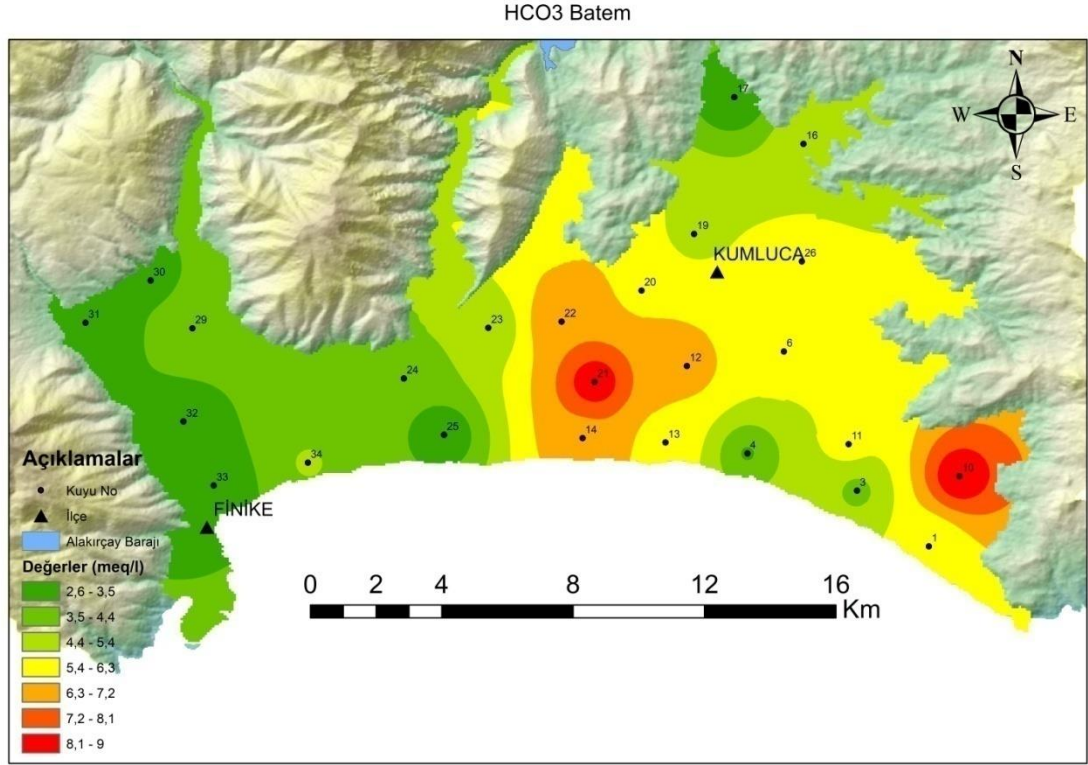 HCO3 Batem
N
W
E
S
17
16
19
KUMLUCA
26
30
20
31
29
23
22
6
12
24
21
32
25
14
13
4
11
34
10
33
3
FİNİKE
1
Açıklamalar
Kuyu No
İlçe
Alakırçay Barajı
Değerler (meq/l)
2,6 - 3,5
3,5 - 4,4
4,4 - 5,4
5,4 - 6,3
6,3 - 7,2
7,2 - 8,1
8,1 - 9
0 2 4 8 12 16
Km